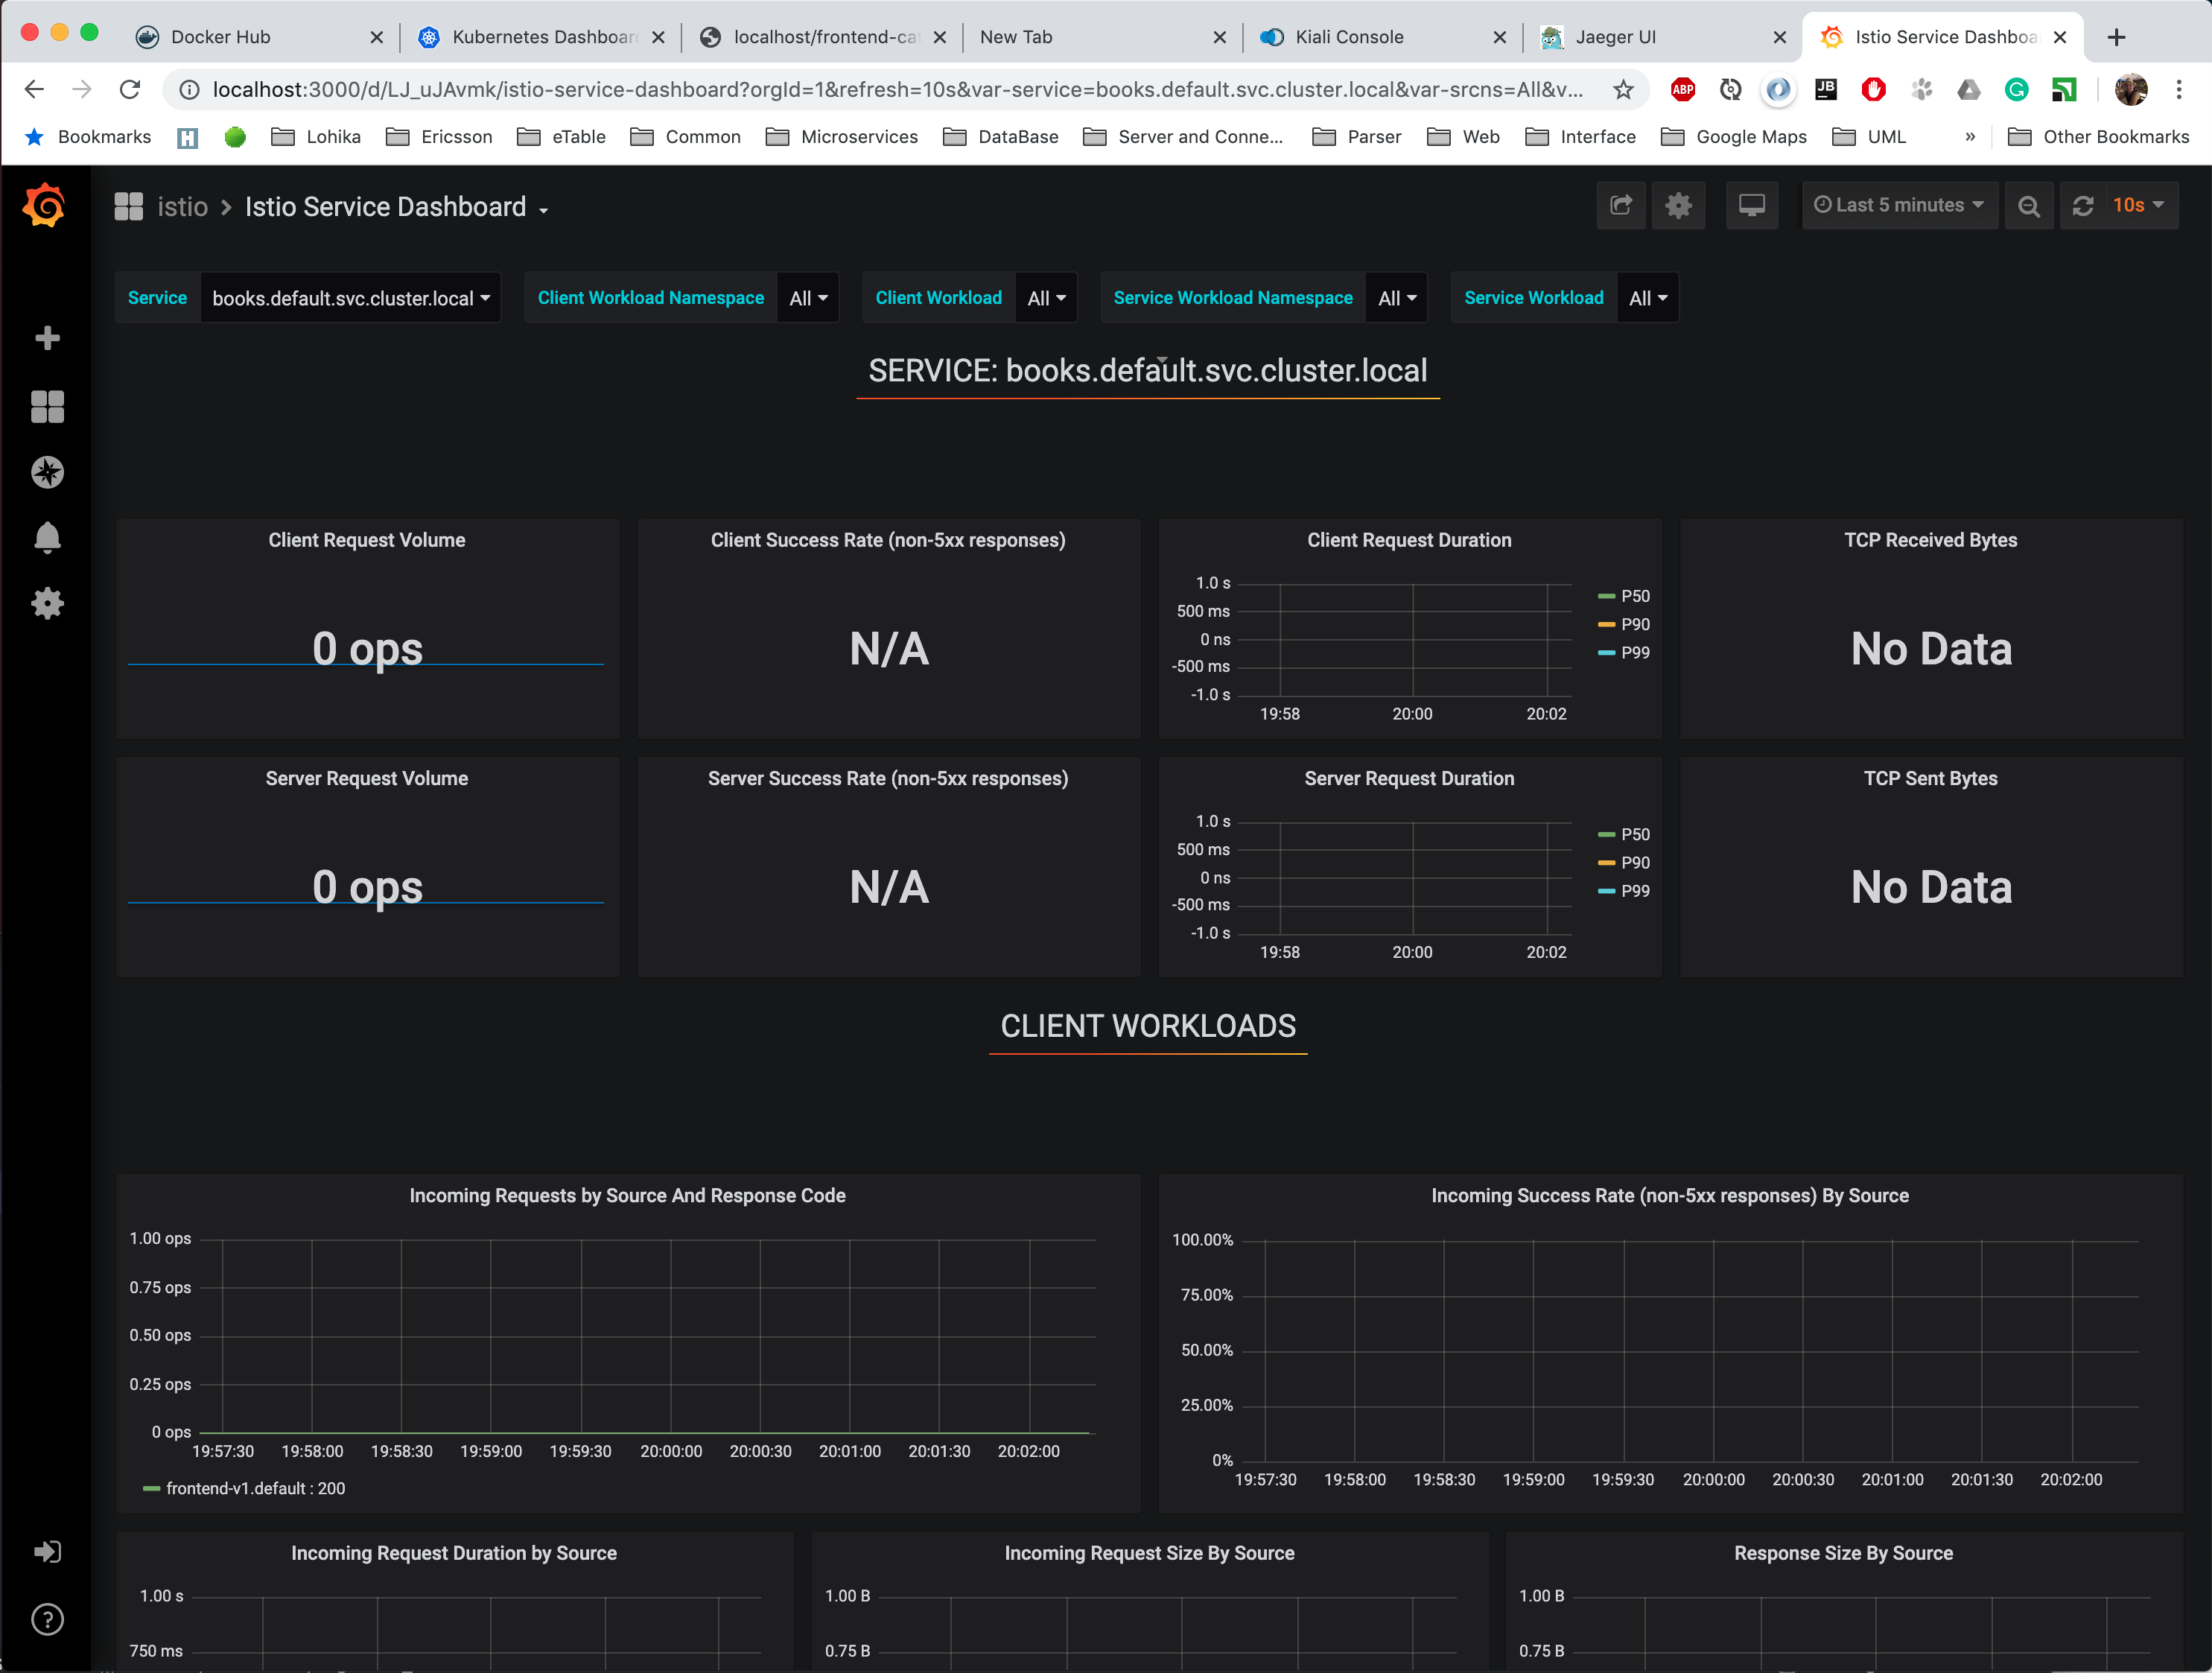 Docker Hub
Kubernetes Dashboar
localhost/frontend-ca
New Tab
Kiali Console
Jaeger UI
Istio Service Dashboa
localhost:3000/d/LJ_uJAvmk/istio-service-dashboard?orgId=1&refresh=10s&var-service=books.default.svc.cluster.local&var-srcns=All&v...
ABP
JB
Bookmarks
H
Lohika
Ericsson
eTable
Common
Microservices
DataBase
Server and Conne...
Parser
Web
Interface
Google Maps
UML
»
Other Bookmarks
istio > Istio Service Dashboard
Last 5 minutes
10s
Service books.default.svc.cluster.local
Client Workload Namespace All
Client Workload All
Service Workload Namespace All
Service Workload All
SERVICE: books.default.svc.cluster.local
Client Request Volume
0 ops
Client Success Rate (non-5xx responses)
N/A
Client Request Duration
1.0 s
500 ms
0 ns
-500 ms
-1.0 s
19:58 20:00 20:02
P50
P90
P99
TCP Received Bytes
No Data
Server Request Volume
0 ops
Server Success Rate (non-5xx responses)
N/A
Server Request Duration
1.0 s
500 ms
0 ns
-500 ms
-1.0 s
19:58 20:00 20:02
P50
P90
P99
TCP Sent Bytes
No Data
CLIENT WORKLOADS
Incoming Requests by Source And Response Code
1.00 ops
0.75 ops
0.50 ops
0.25 ops
0 ops
19:57:30 19:58:00 19:58:30 19:59:00 19:59:30 20:00:00 20:00:30 20:01:00 20:01:30 20:02:00
frontend-v1.default : 200
Incoming Success Rate (non-5xx responses) By Source
100.00%
75.00%
50.00%
25.00%
0%
19:57:30 19:58:00 19:58:30 19:59:00 19:59:30 20:00:00 20:00:30 20:01:00 20:01:30 20:02:00
Incoming Request Duration by Source
1.00 s
750 ms
Incoming Request Size By Source
1.00 B
0.75 B
Response Size By Source
1.00 B
0.75 B